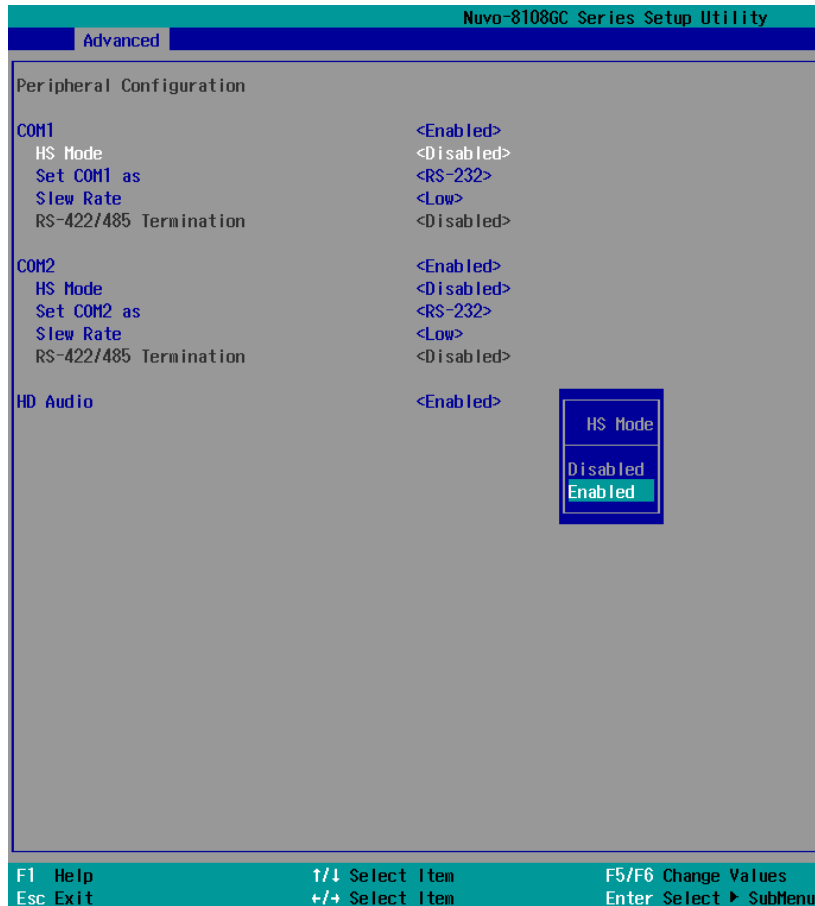 Nuvo-8108GC Series Setup Utility
Advanced
Peripheral Configuration
COM1 <Enabled>
HS Mode <Disabled>
Set COM1 as <RS-232>
Slew Rate <Low>
RS-422/485 Termination <Disabled>
COM2 <Enabled>
HS Mode <Disabled>
Set COM2 as <RS-232>
Slew Rate <Low>
RS-422/485 Termination <Disabled>
HD Audio <Enabled>
HS Mode
Disabled
Enabled
F1 Help ↑/↓ Select Item F5/F6 Change Values
Esc Exit ←/→ Select Item Enter Select ▶ SubMenu